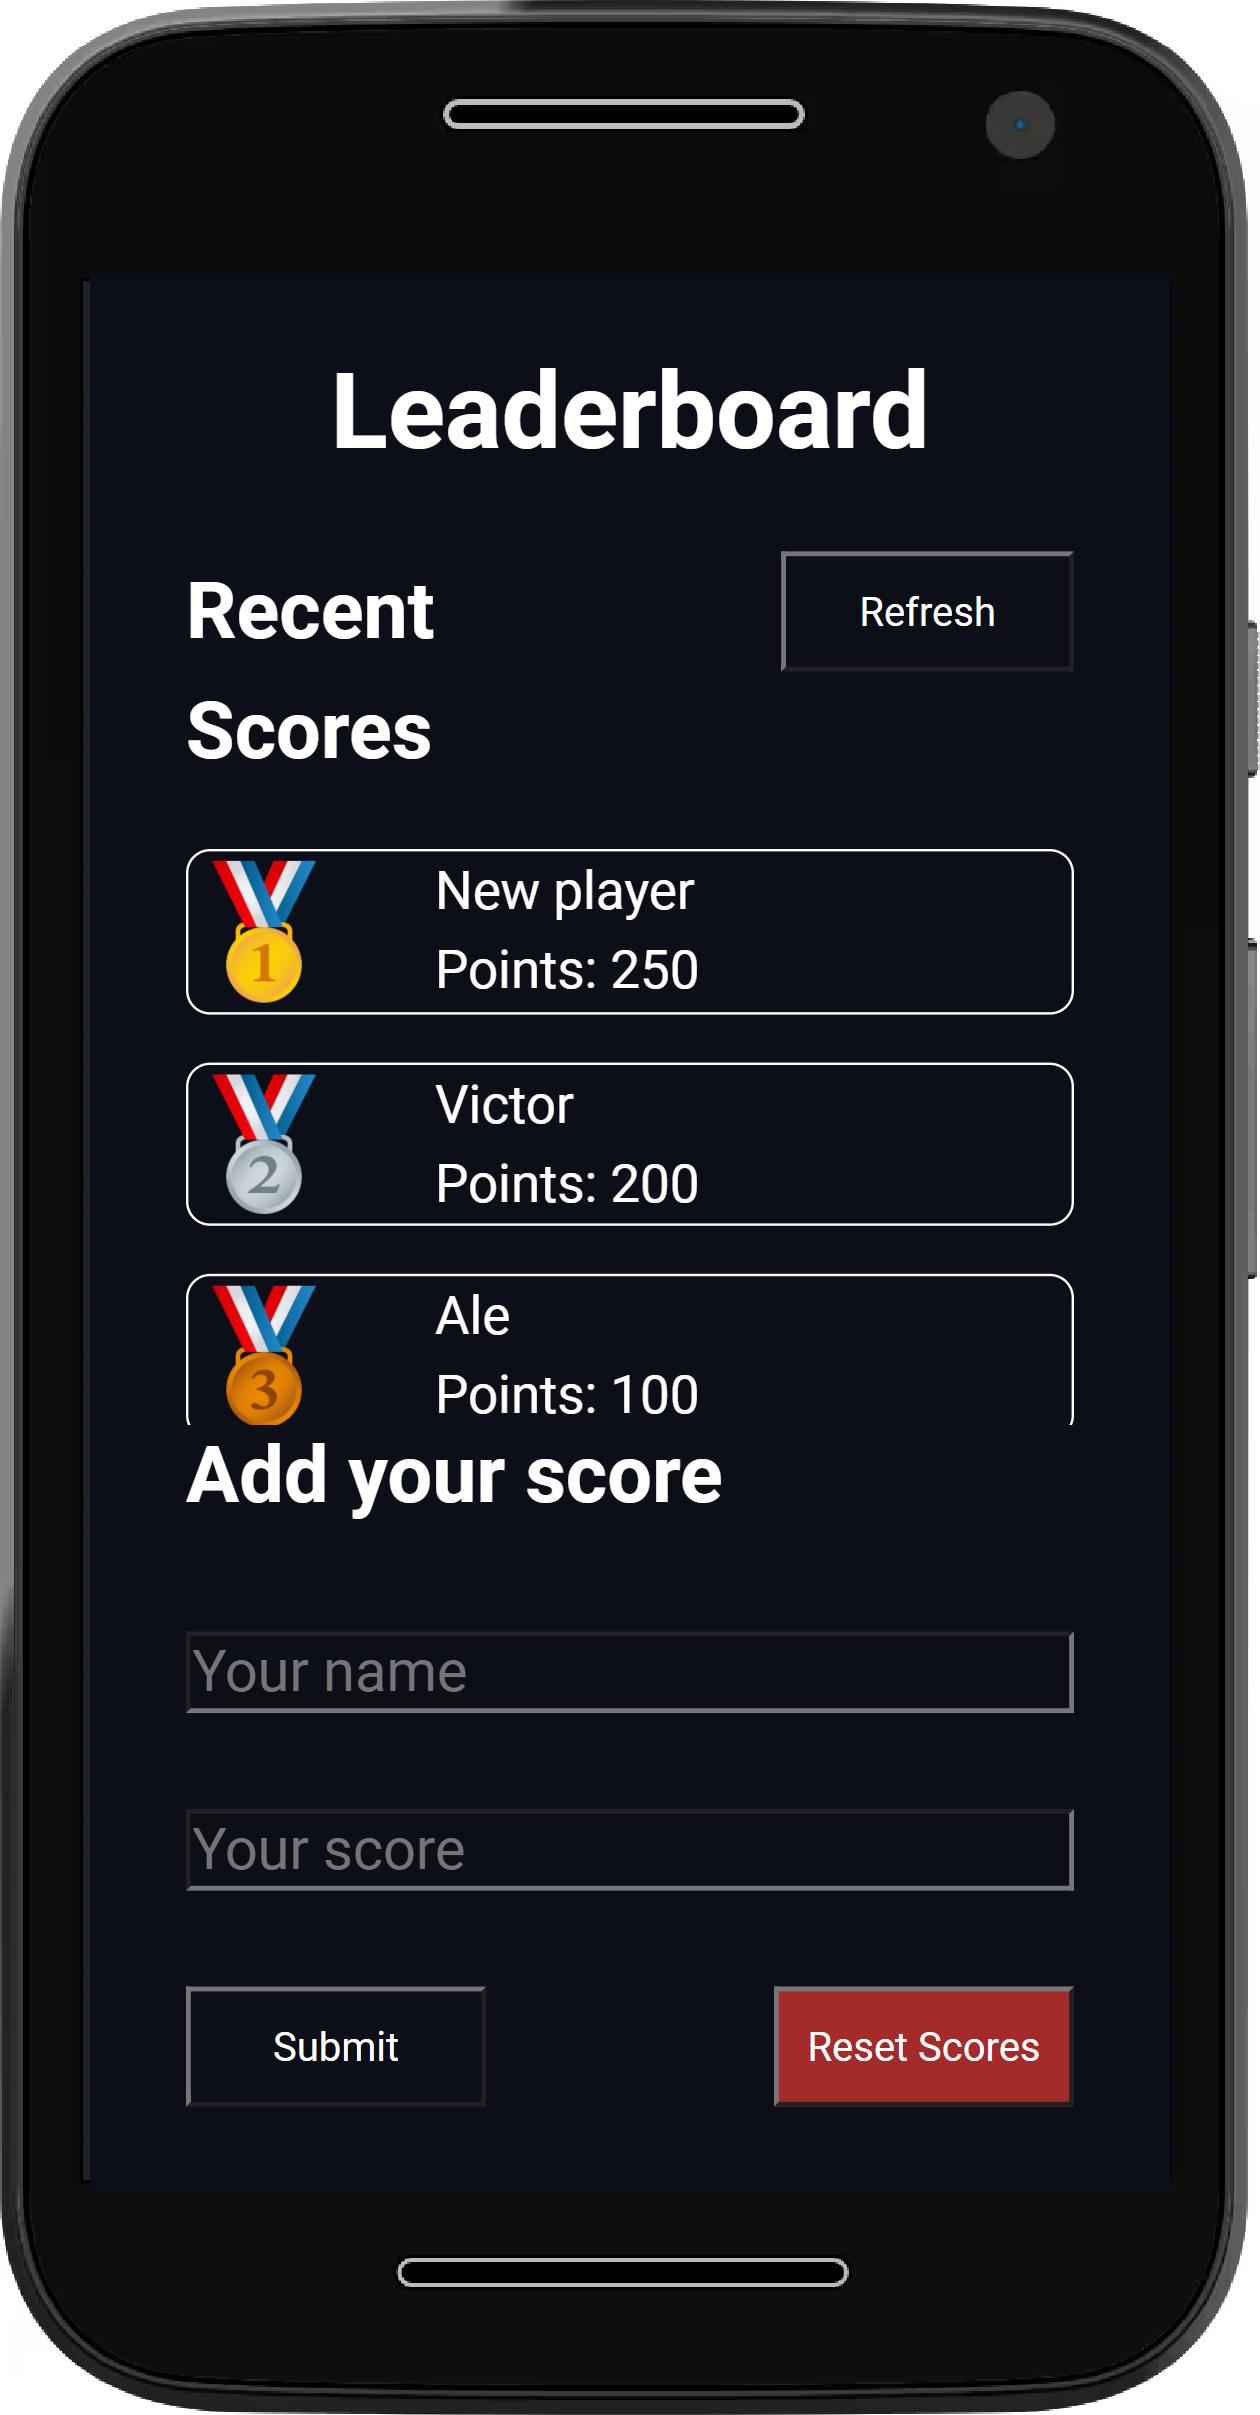 Leaderboard
Recent
Scores
Refresh
1
New player
Points: 250
2
Victor
Points: 200
3
Ale
Points: 100
Add your score
Your name
Your score
Submit
Reset Scores